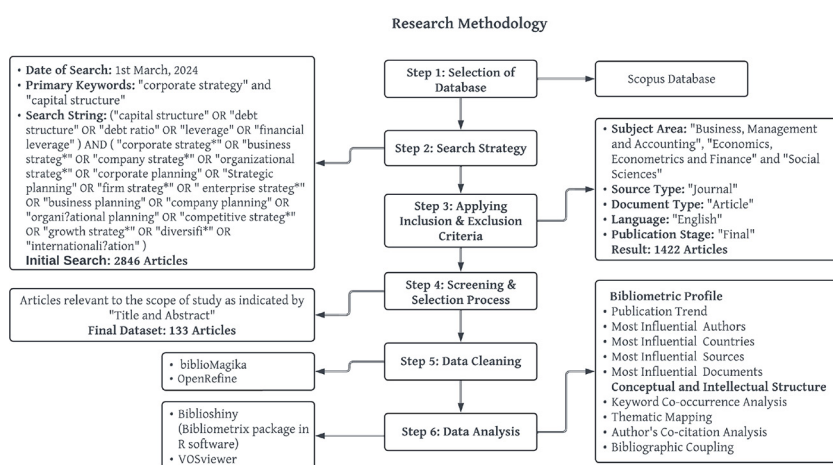 Research Methodology
• Date of Search: 1st March, 2024
• Primary Keywords: "corporate strategy" and
"capital structure"
• Search String: ("capital structure" OR "debt
structure" OR "debt ratio" OR "leverage" OR "financial
leverage" ) AND ( "corporate strateg*" OR "business
strateg*" OR "company strateg*" OR "organizational
strateg*" OR "corporate planning" OR "Strategic
planning" OR "firm strateg*" OR " enterprise strateg*"
OR "business planning" OR "company planning" OR
"organi?ational planning" OR "competitive strateg*"
OR "growth strateg*" OR "diversifi*" OR
"internationali?ation" )
Initial Search: 2846 Articles
Step 1: Selection of
Database
Scopus Database
Step 2: Search Strategy
Step 3: Applying
Inclusion & Exclusion
Criteria
• Subject Area: "Business, Management
and Accounting", "Economics,
Econometrics and Finance" and "Social
Sciences"
• Source Type: "Journal"
• Document Type: "Article"
• Language: "English"
• Publication Stage: "Final"
Result: 1422 Articles
Step 4: Screening &
Selection Process
Articles relevant to the scope of study as indicated by
"Title and Abstract"
Final Dataset: 133 Articles
Step 5: Data Cleaning
• biblioMagika
• OpenRefine
Step 6: Data Analysis
• Biblioshiny
(Bibliometrix package in
R software)
• VOSviewer
Bibliometric Profile
• Publication Trend
• Most Influential Authors
• Most Influential Countries
• Most Influential Sources
• Most Influential Documents
Conceptual and Intellectual Structure
• Keyword Co-occurrence Analysis
• Thematic Mapping
• Author's Co-citation Analysis
• Bibliographic Coupling